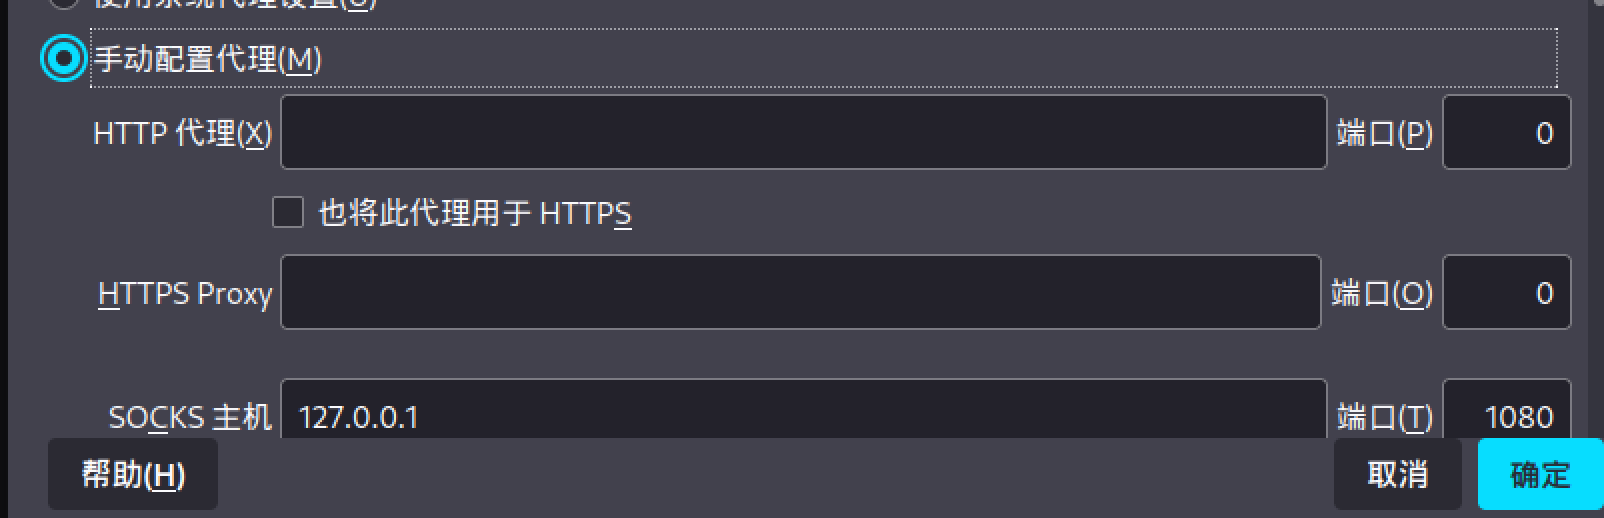 使用系统代理设置(U)
手动配置代理(M)
HTTP 代理(X) 端口(P) 0
也将此代理用于 HTTPS
HTTPS Proxy 端口(O) 0
SOCKS 主机 127.0.0.1 端口(T) 1080
帮助(H) 取消 确定